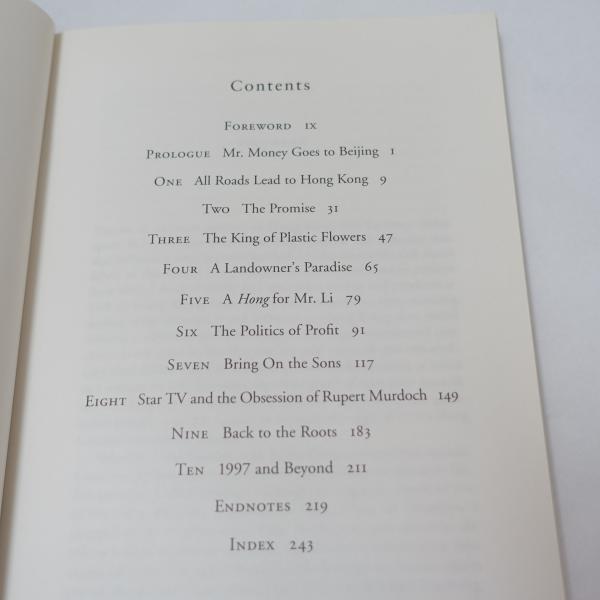 Contents
Foreword ix
Prologue Mr. Money Goes to Beijing 1
One All Roads Lead to Hong Kong 9
Two The Promise 31
Three The King of Plastic Flowers 47
Four A Landowner's Paradise 65
Five A Hong for Mr. Li 79
Six The Politics of Profit 91
Seven Bring On the Sons 117
Eight Star TV and the Obsession of Rupert Murdoch 149
Nine Back to the Roots 183
Ten 1997 and Beyond 211
Endnotes 219
Index 243